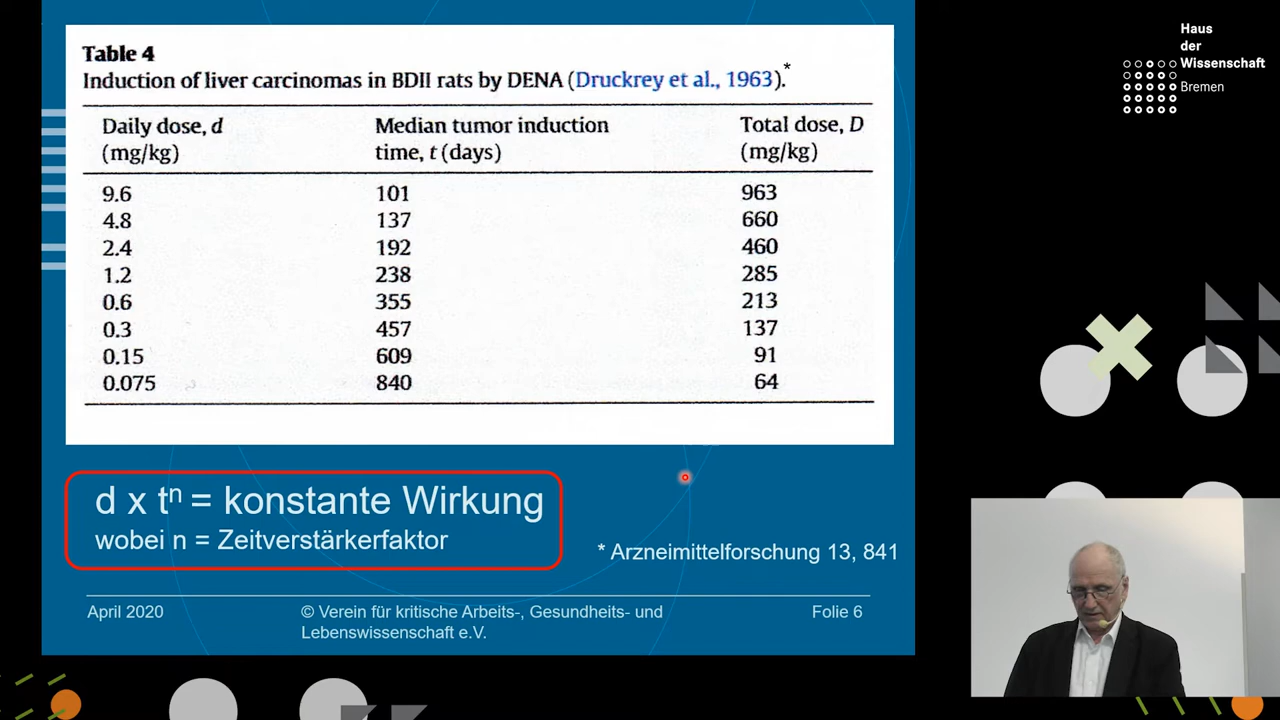 Table 4
Induction of liver carcinomas in BDII rats by DENA (Druckrey et al., 1963).*
Daily dose, d Median tumor induction Total dose, D
(mg/kg) time, t (days) (mg/kg)
9.6 101 963
4.8 137 660
2.4 192 460
1.2 238 285
0.6 355 213
0.3 457 137
0.15 609 91
0.075 840 64
d x tⁿ = konstante Wirkung
wobei n = Zeitverstärkerfaktor
* Arzneimittelforschung 13, 841
April 2020
© Verein für kritische Arbeits-, Gesundheits- und
Lebenswissenschaft e.V.
Folie 6
Haus
der
Wissenschaft
Bremen